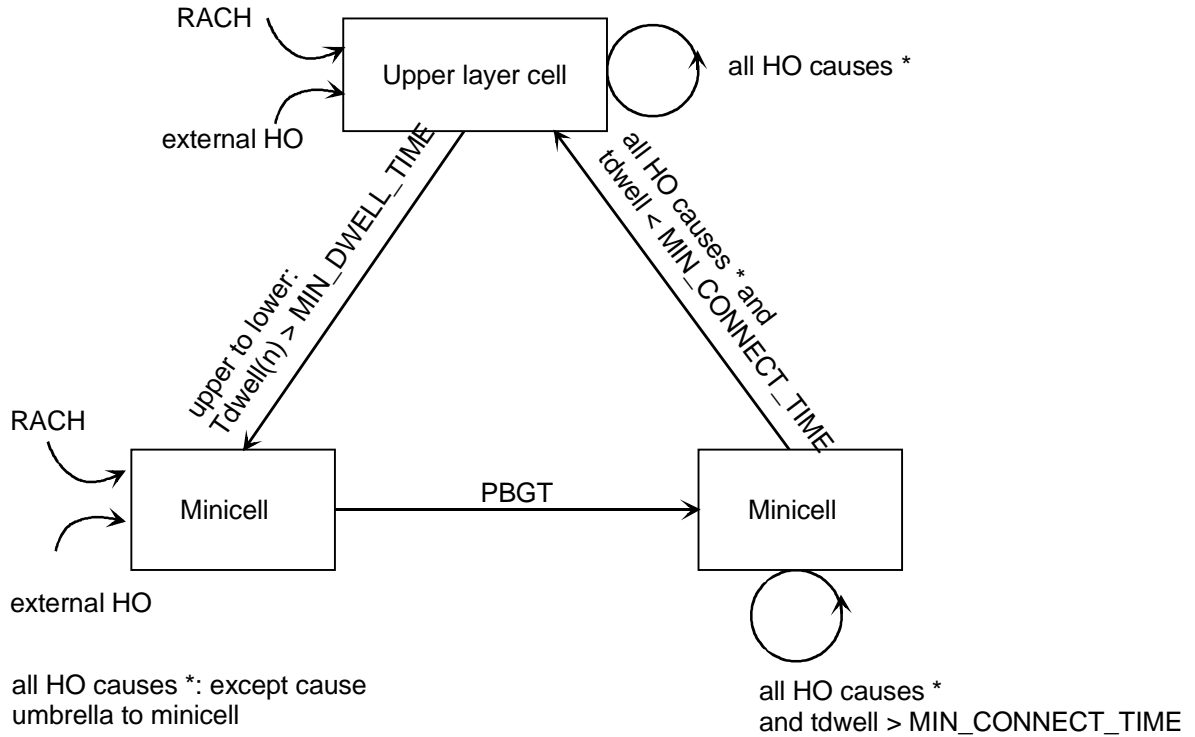 RACH
Upper layer cell
all HO causes *
external HO
upper to lower:
Tdwell(n) > MIN_DWELL_TIME
all HO causes * and
tdwell < MIN_CONNECT_TIME
RACH
Minicell
PBGT
Minicell
external HO
all HO causes *: except cause
umbrella to minicell
all HO causes *
and tdwell > MIN_CONNECT_TIME